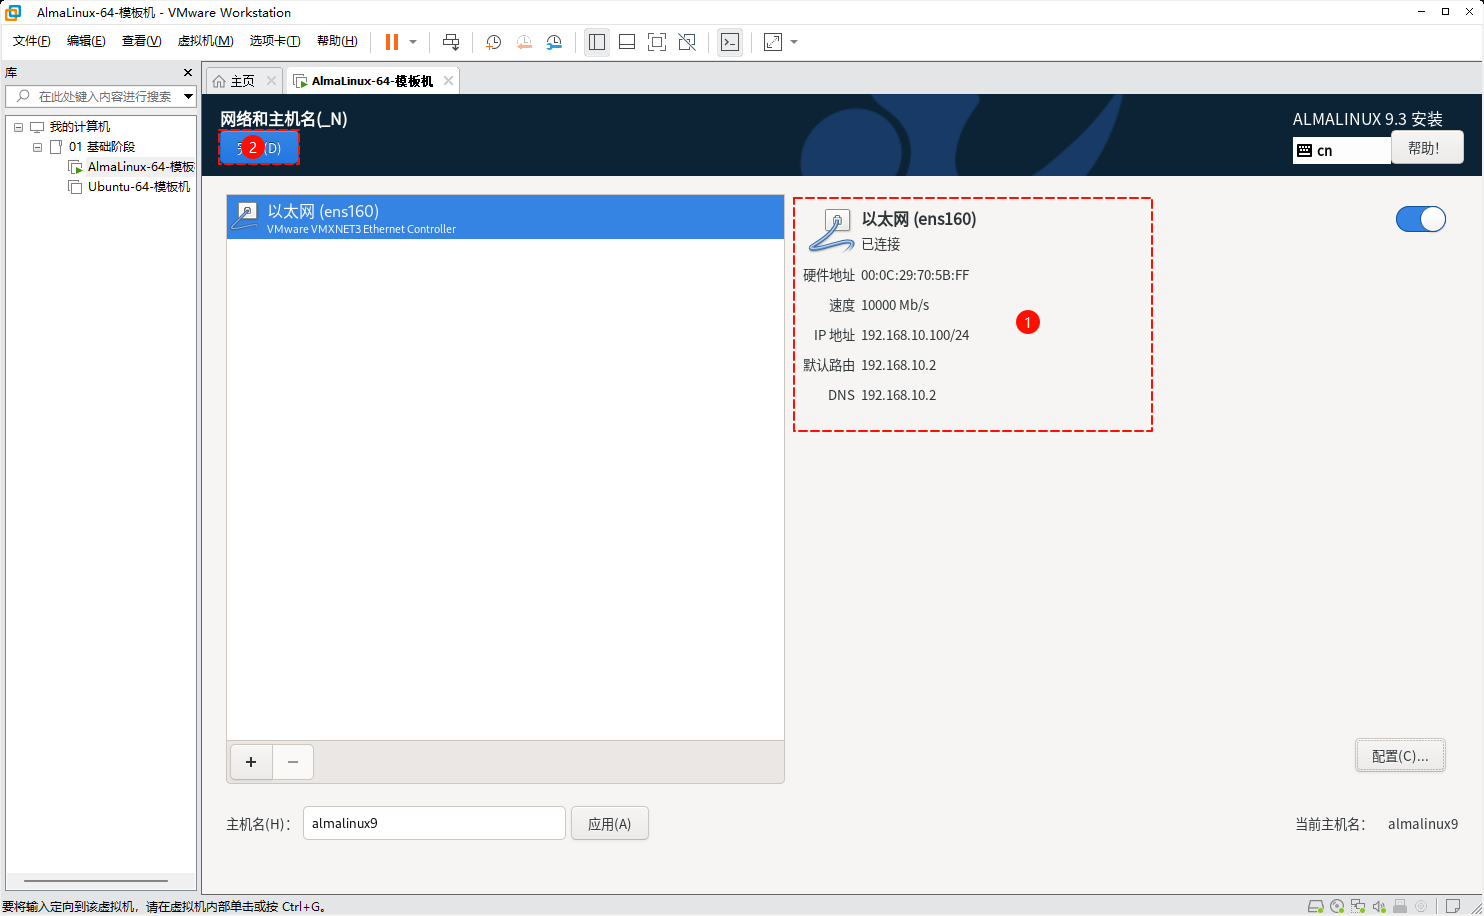 AlmaLinux-64-模板机 - VMware Workstation
文件(F) 编辑(E) 查看(V) 虚拟机(M) 选项卡(T) 帮助(H)
库
在此处键入内容进行搜索
我的计算机
01 基础阶段
AlmaLinux-64-模板
Ubuntu-64-模板机
主页
AlmaLinux-64-模板机
网络和主机名(_N)
2 (D)
ALMALINUX 9.3 安装
cn
帮助!
以太网 (ens160)
VMware VMXNET3 Ethernet Controller
以太网 (ens160)
已连接
硬件地址 00:0C:29:70:5B:FF
速度 10000 Mb/s
1
IP 地址 192.168.10.100/24
默认路由 192.168.10.2
DNS 192.168.10.2
+ −
配置(C)...
主机名(H)： almalinux9 应用(A)
当前主机名： almalinux9
要将输入定向到该虚拟机，请在虚拟机内部单击或按 Ctrl+G。